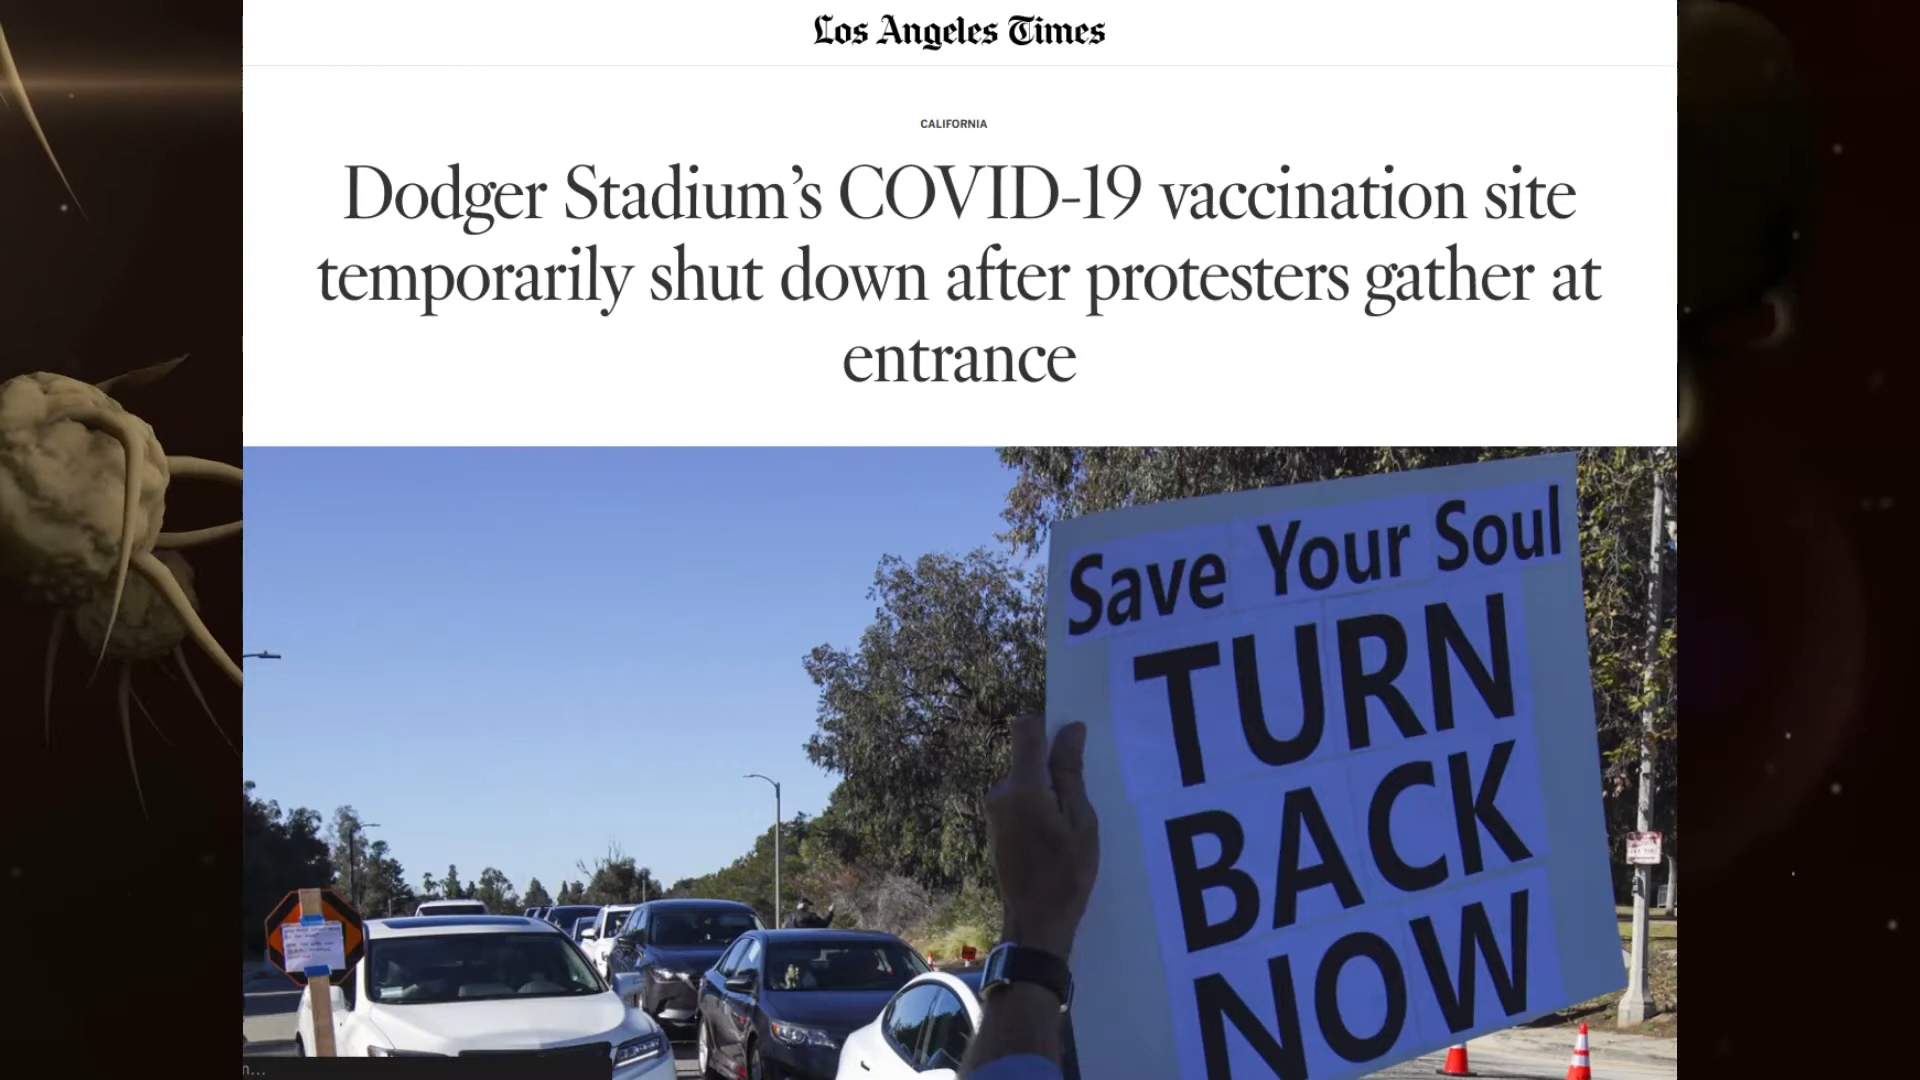 Los Angeles Times
CALIFORNIA
Dodger Stadium’s COVID-19 vaccination site
temporarily shut down after protesters gather at
entrance
Save Your Soul
TURN
BACK
NOW